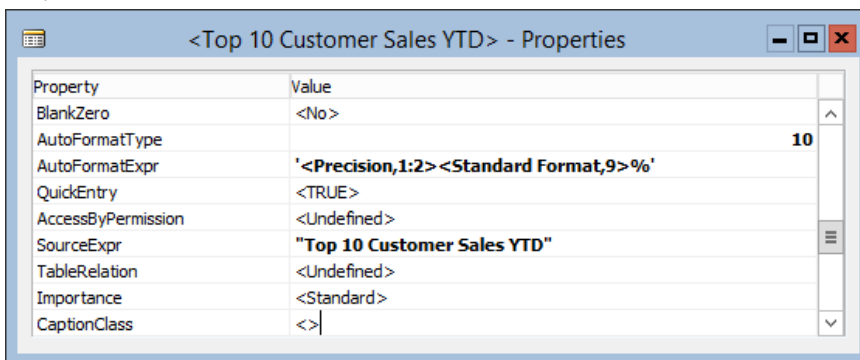 <Top 10 Customer Sales YTD> - Properties
Property Value
BlankZero <No>
AutoFormatType 10
AutoFormatExpr '<Precision,1:2><Standard Format,9>%'
QuickEntry <TRUE>
AccessByPermission <Undefined>
SourceExpr "Top 10 Customer Sales YTD"
TableRelation <Undefined>
Importance <Standard>
CaptionClass <>